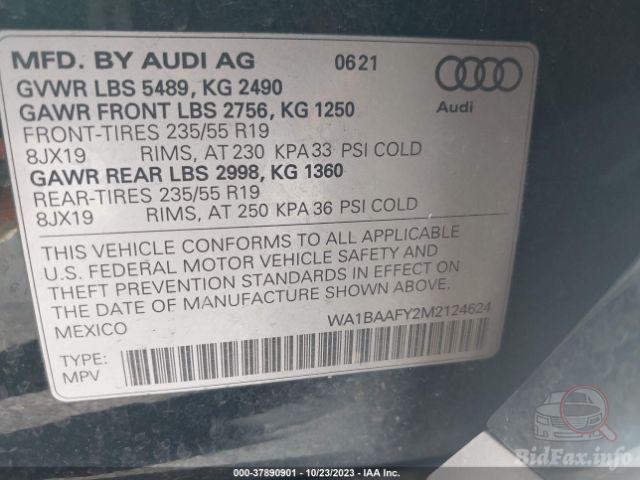 MFD. BY AUDI AG 0621
GVWR LBS 5489, KG 2490
GAWR FRONT LBS 2756, KG 1250
Audi
FRONT-TIRES 235/55 R19
8JX19 RIMS, AT 230 KPA 33 PSI COLD
GAWR REAR LBS 2998, KG 1360
REAR-TIRES 235/55 R19
8JX19 RIMS, AT 250 KPA 36 PSI COLD
THIS VEHICLE CONFORMS TO ALL APPLICABLE
U.S. FEDERAL MOTOR VEHICLE SAFETY AND
THEFT PREVENTION STANDARDS IN EFFECT ON
THE DATE OF MANUFACTURE SHOWN ABOVE.
MEXICO WA1BAAFY2M2124624
TYPE:
MPV
BidFax.info
000-37890901 - 10/23/2023 - IAA Inc.